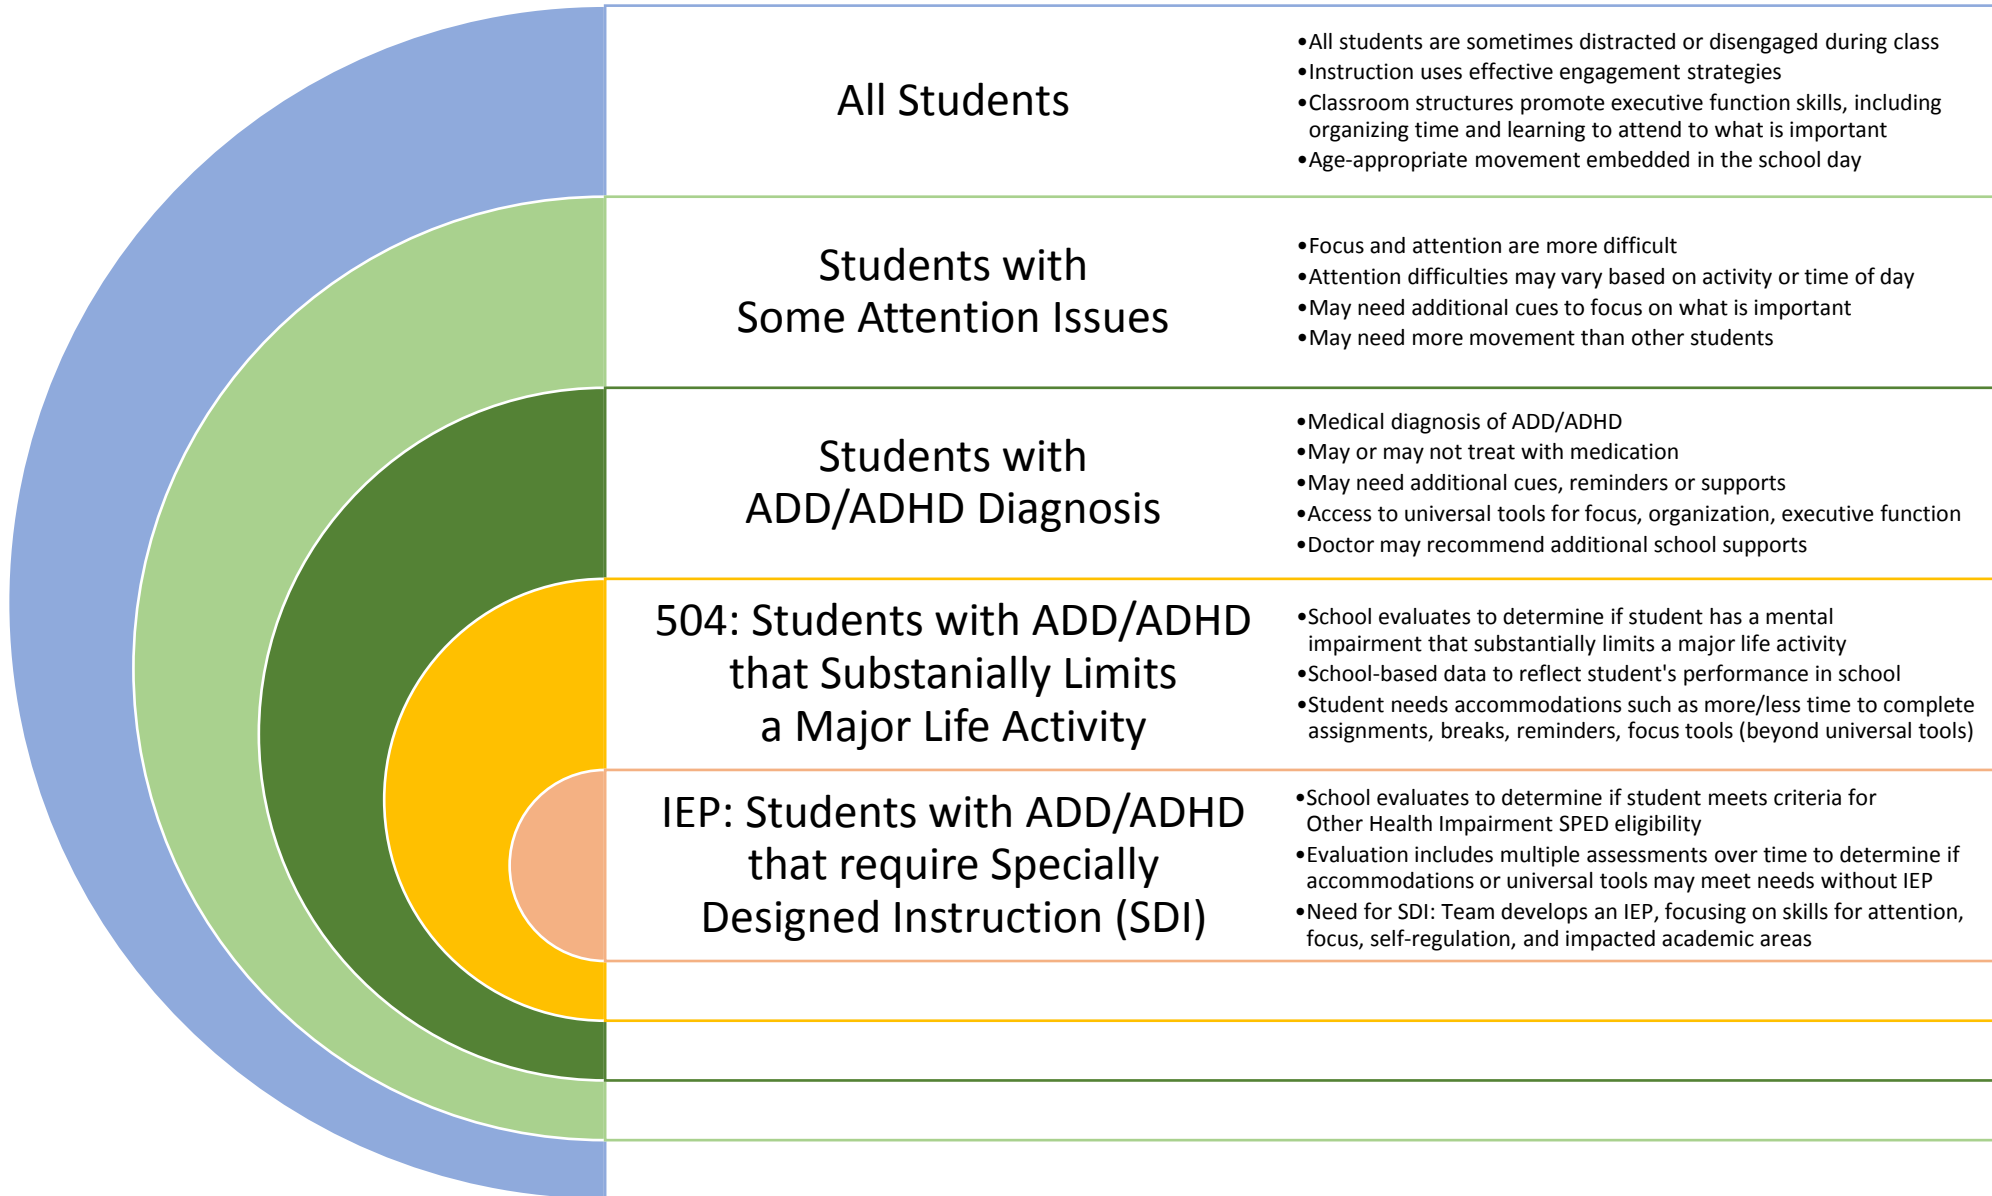 All Students
•All students are sometimes distracted or disengaged during class
•Instruction uses effective engagement strategies
•Classroom structures promote executive function skills, including
organizing time and learning to attend to what is important
•Age-appropriate movement embedded in the school day
Students with
Some Attention Issues
•Focus and attention are more difficult
•Attention difficulties may vary based on activity or time of day
•May need additional cues to focus on what is important
•May need more movement than other students
Students with
ADD/ADHD Diagnosis
•Medical diagnosis of ADD/ADHD
•May or may not treat with medication
•May need additional cues, reminders or supports
•Access to universal tools for focus, organization, executive function
•Doctor may recommend additional school supports
504: Students with ADD/ADHD
that Substanially Limits
a Major Life Activity
•School evaluates to determine if student has a mental
impairment that substantially limits a major life activity
•School-based data to reflect student's performance in school
•Student needs accommodations such as more/less time to complete
assignments, breaks, reminders, focus tools (beyond universal tools)
IEP: Students with ADD/ADHD
that require Specially
Designed Instruction (SDI)
•School evaluates to determine if student meets criteria for
Other Health Impairment SPED eligibility
•Evaluation includes multiple assessments over time to determine if
accommodations or universal tools may meet needs without IEP
•Need for SDI: Team develops an IEP, focusing on skills for attention,
focus, self-regulation, and impacted academic areas